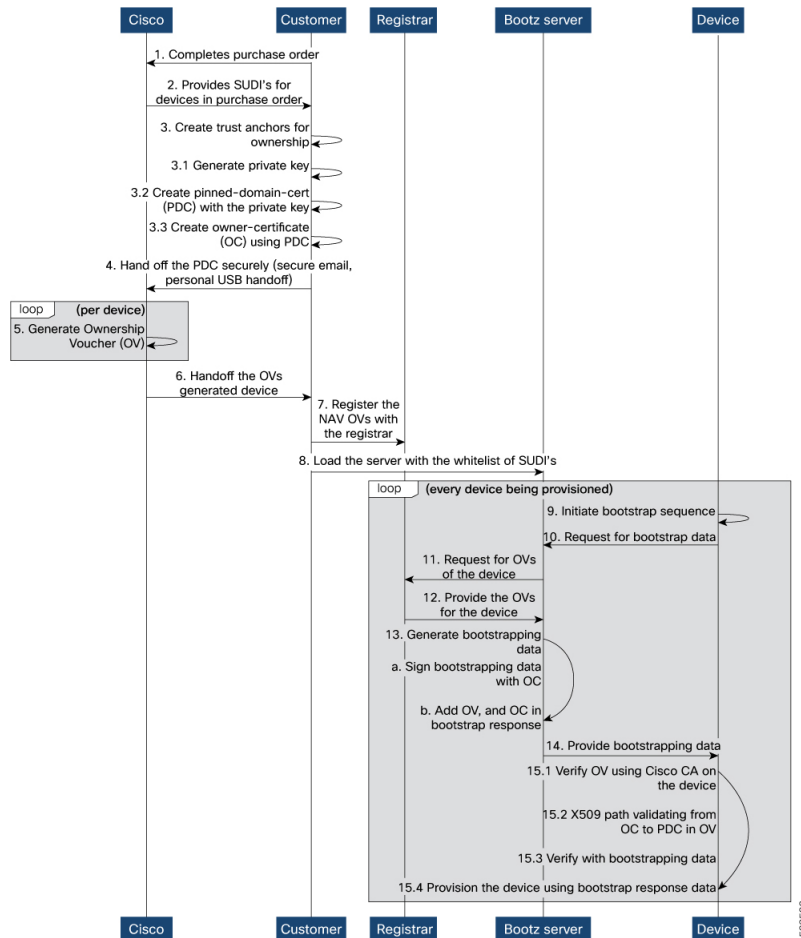 Cisco
Customer
Registrar
Bootz server
Device
1. Completes purchase order
2. Provides SUDI's for
devices in purchase order
3. Create trust anchors for
ownership
3.1 Generate private key
3.2 Create pinned-domain-cert
(PDC) with the private key
3.3 Create owner-certificate
(OC) using PDC
4. Hand off the PDC securely (secure email,
personal USB handoff)
loop
(per device)
5. Generate Ownership
Voucher (OV)
6. Handoff the OVs
generated device
7. Register the
NAV OVs with
the registrar
8. Load the server with the whitelist of SUDI's
loop
(every device being provisioned)
9. Initiate bootstrap sequence
10. Request for bootstrap data
11. Request for OVs
of the device
12. Provide the OVs
for the device
13. Generate bootstrapping
data
a. Sign bootstrapping data
with OC
b. Add OV, and OC in
bootstrap response
14. Provide bootstrapping data
15.1 Verify OV using Cisco CA on
the device
15.2 X509 path validating from
OC to PDC in OV
15.3 Verify with bootstrapping data
15.4 Provision the device using bootstrap response data
Cisco
Customer
Registrar
Bootz server
Device